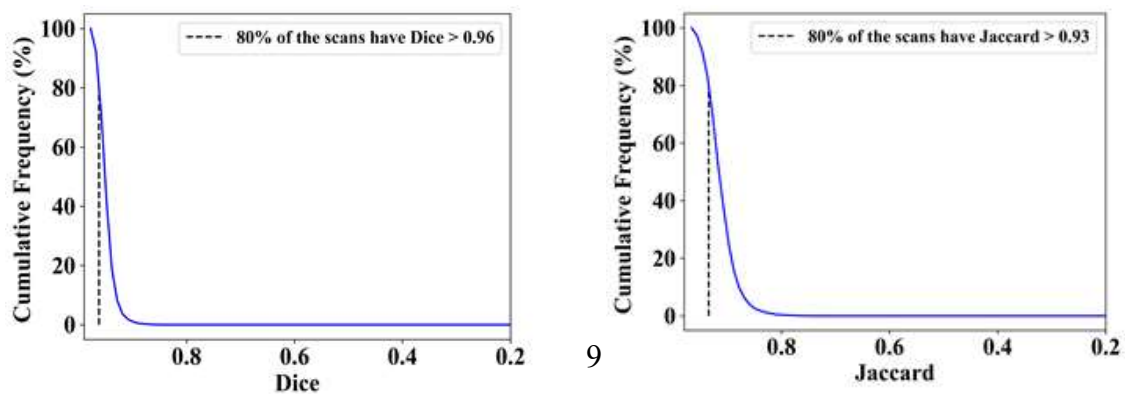 100
80
60
40
20
0
Cumulative Frequency (%)
80% of the scans have Dice > 0.96
0.8 0.6 0.4 0.2
Dice
9
100
80
60
40
20
0
Cumulative Frequency (%)
80% of the scans have Jaccard > 0.93
0.8 0.6 0.4 0.2
Jaccard